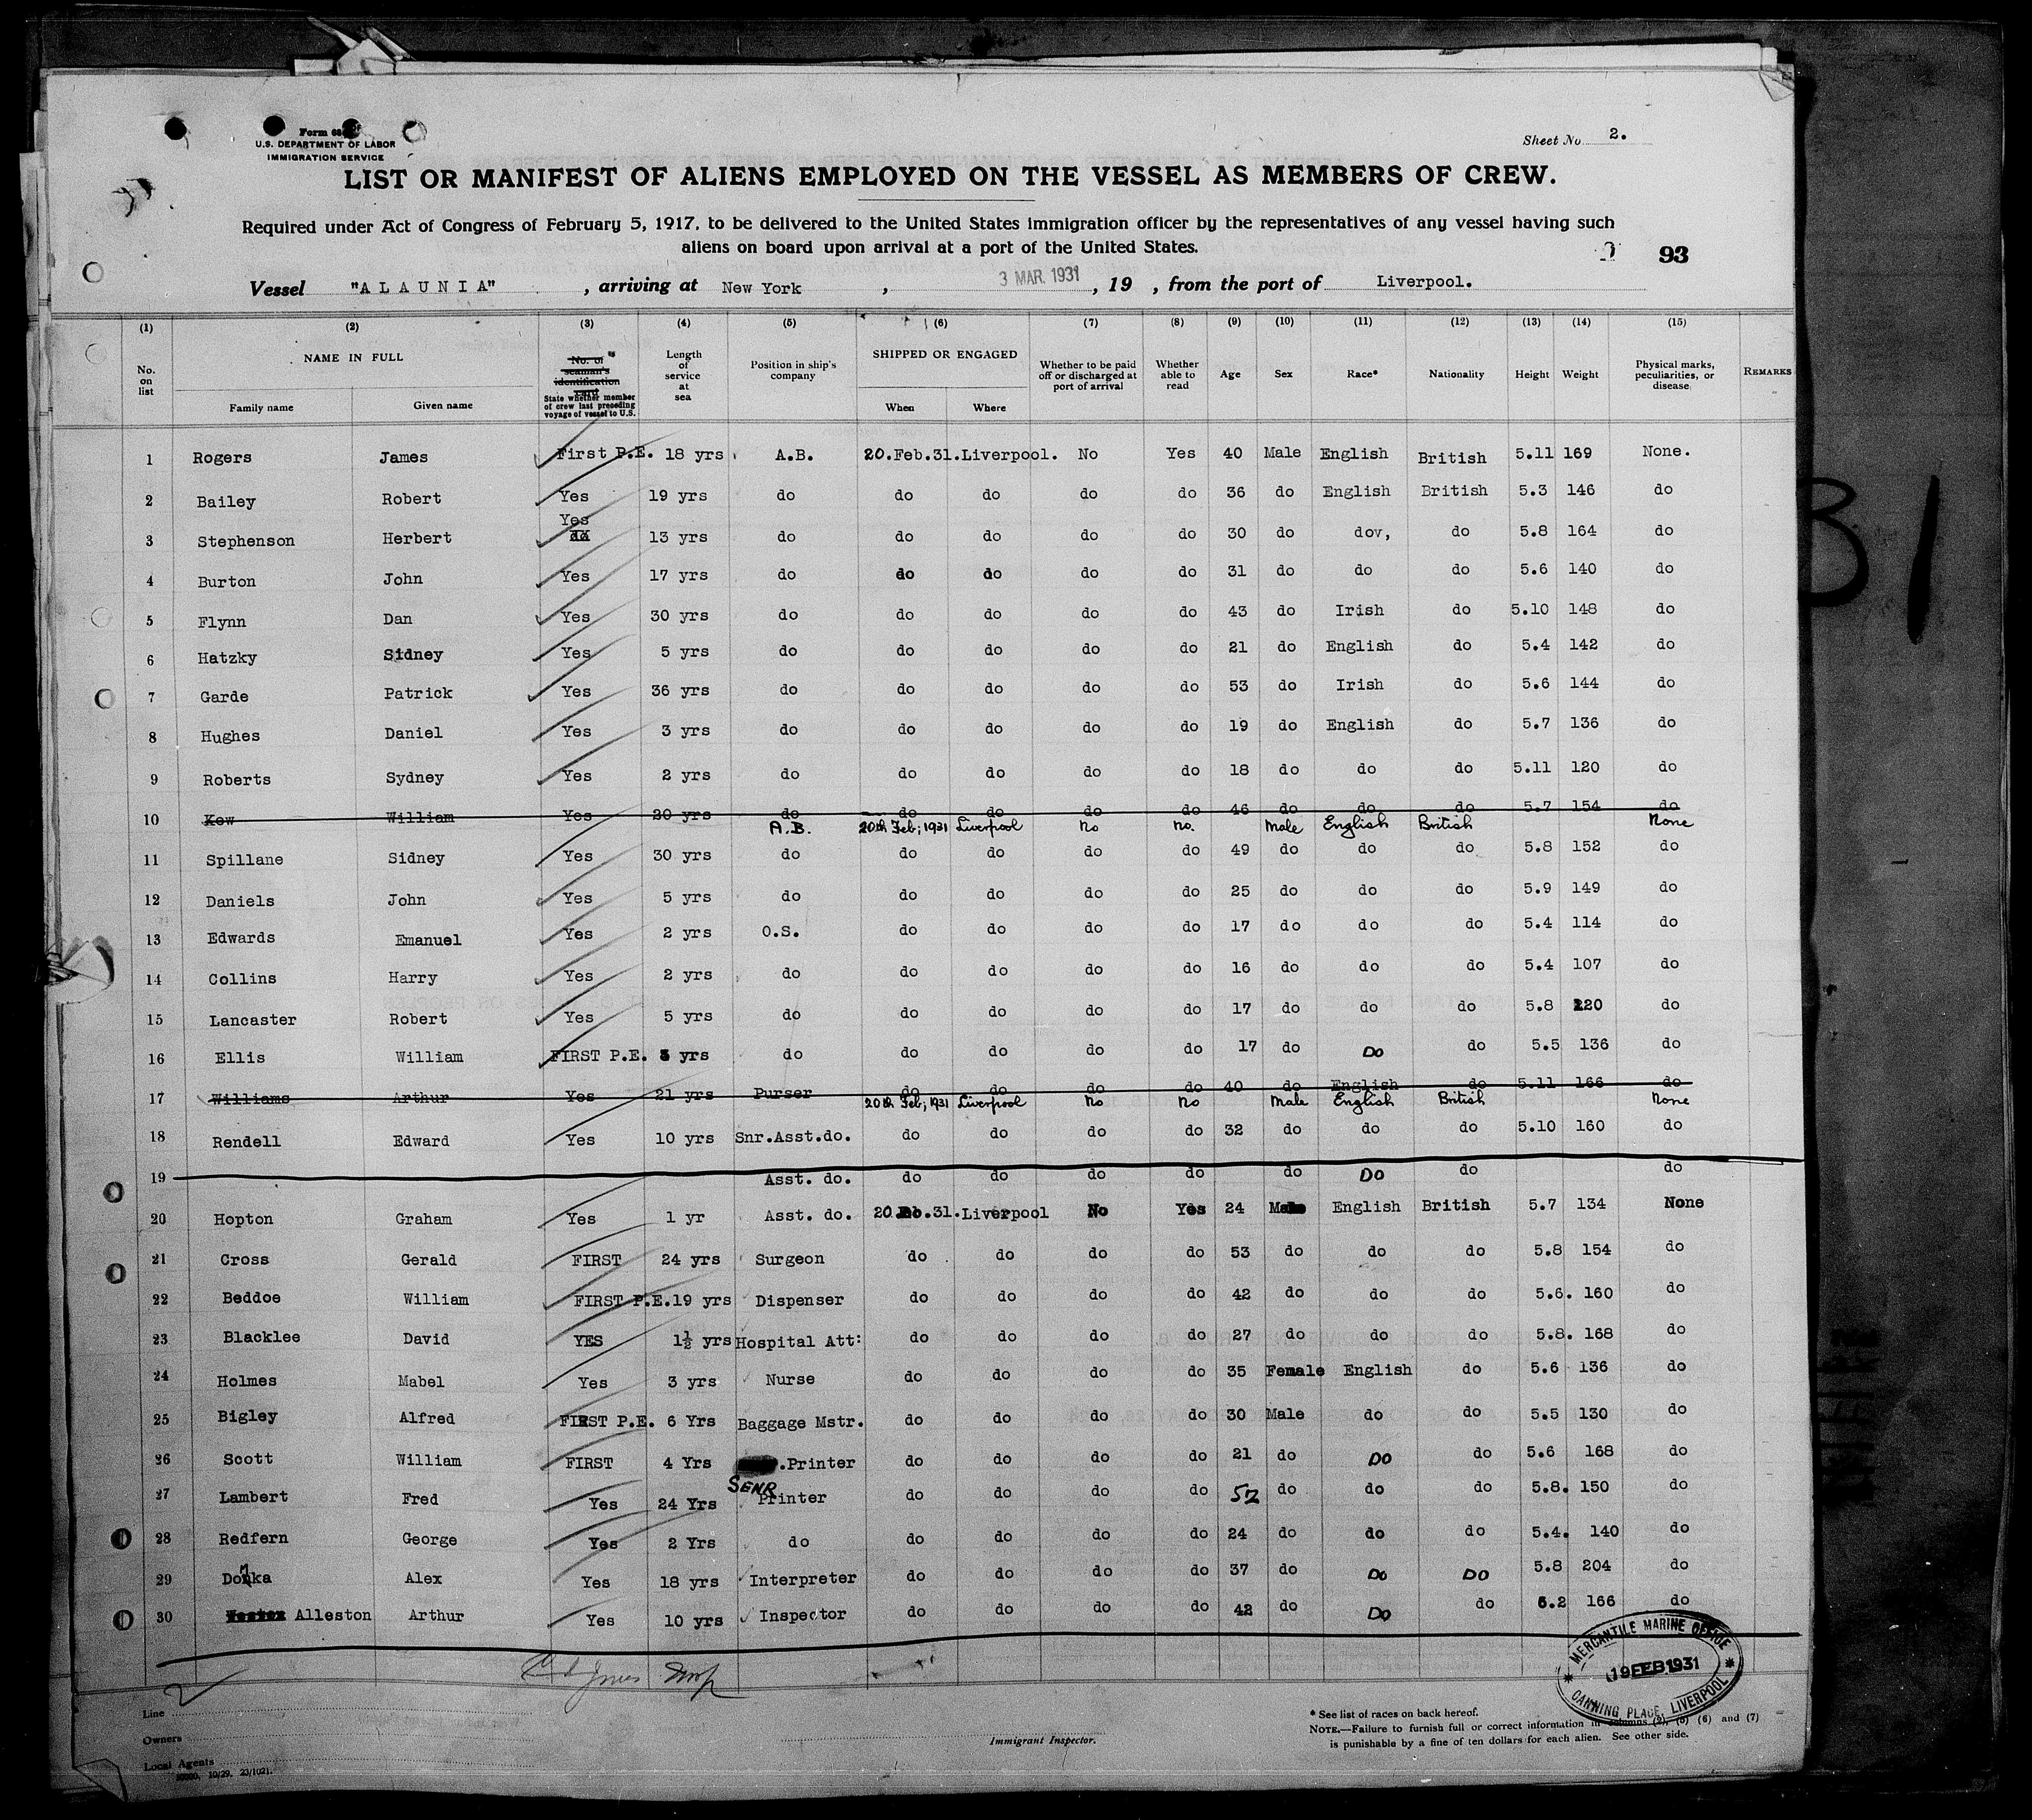 Form 68
U.S. DEPARTMENT OF LABOR
IMMIGRATION SERVICE
Sheet No. 2.
LIST OR MANIFEST OF ALIENS EMPLOYED ON THE VESSEL AS MEMBERS OF CREW.
Required under Act of Congress of February 5, 1917, to be delivered to the United States immigration officer by the representatives of any vessel having such
aliens on board upon arrival at a port of the United States.
93
Vessel "ALAUNIA" , arriving at New York , 3 MAR. 1931 , 19 , from the port of Liverpool.
(1) (2) (3) (4) (5) (6) (7) (8) (9) (10) (11) (12) (13) (14) (15)
No. on list NAME IN FULL Family name Given name No. of seaman's identification card State whether member of crew last preceding voyage of vessel to U.S. Length of service at sea Position in ship's company SHIPPED OR ENGAGED When Where Whether to be paid off or discharged at port of arrival Whether able to read Age Sex Race* Nationality Height Weight Physical marks, peculiarities, or disease REMARKS
1 Rogers James First P.E. 18 yrs A.B. 20.Feb.31. Liverpool. No Yes 40 Male English British 5.11 169 None.
2 Bailey Robert Yes 19 yrs do do do do do 36 do English British 5.3 146 do
3 Stephenson Herbert Yes do 13 yrs do do do do do 30 do dov, do 5.8 164 do
4 Burton John Yes 17 yrs do do do do do 31 do do do 5.6 140 do
5 Flynn Dan Yes 30 yrs do do do do do 43 do Irish do 5.10 148 do
6 Hatzky Sidney Yes 5 yrs do do do do do 21 do English do 5.4 142 do
7 Garde Patrick Yes 36 yrs do do do do do 53 do Irish do 5.6 144 do
8 Hughes Daniel Yes 3 yrs do do do do do 19 do English do 5.7 136 do
9 Roberts Sydney Yes 2 yrs do do do do do 18 do do do 5.11 120 do
10 Kew William Yes 20 yrs do do do do do 46 do do do 5.7 154 do
A.B. 20th Feb; 1931 Liverpool No No. Male English British None
11 Spillane Sidney Yes 30 yrs do do do do do 49 do do do 5.8 152 do
12 Daniels John Yes 5 yrs do do do do do 25 do do do 5.9 149 do
13 Edwards Emanuel Yes 2 yrs O.S. do do do do 17 do do do 5.4 114 do
14 Collins Harry Yes 2 yrs do do do do do 16 do do do 5.4 107 do
15 Lancaster Robert Yes 5 yrs do do do do do 17 do do do 5.8 120 do
16 Ellis William FIRST P.E. yrs do do do do do 17 do Do do 5.5 136 do
17 Williams Arthur Yes 21 yrs Purser do do do do 40 do English do 5.11 166 do
20th Feb; 1931 Liverpool No No Male English British None
18 Rendell Edward Yes 10 yrs Snr.Asst.do. do do do do 32 do do do 5.10 160 do
19 Asst. do. do do do do do Do do do
20 Hopton Graham Yes 1 yr Asst. do. 20.Feb.31. Liverpool No Yes 24 Male English British 5.7 134 None
21 Cross Gerald FIRST 24 yrs Surgeon do do do do 53 do do do 5.8 154 do
22 Beddoe William FIRST P.E. 19 yrs Dispenser do do do do 42 do do do 5.6. 160 do
23 Blacklee David YES 1½ yrs Hospital Att: do do do do 27 do do do 5.8. 168 do
24 Holmes Mabel Yes 3 yrs Nurse do do do do 35 Female English do 5.6 136 do
25 Bigley Alfred FIRST P.E. 6 Yrs Baggage Mstr. do do do do 30 Male do do 5.5 130 do
26 Scott William FIRST 4 Yrs .Printer do do do do 21 do Do do 5.6 168 do
27 Lambert Fred Yes 24 Yrs SENR Printer do do do do 52 do do do 5.8. 150 do
28 Redfern George Yes 2 Yrs do do do do do 24 do do do 5.4. 140 do
29 Alex Yes 18 yrs Interpreter do do do do 37 do Do Do 5.8 204 do
30 Alleston Arthur Yes 10 yrs Inspector do do do do 42 do Do do 5.2 166 do
MERCANTILE MARINE OFFICE
19 FEB 1931
CANNING PLACE, LIVERPOOL
Line
Owners
Local Agents
10/29.
Immigrant Inspector.
* See list of races on back hereof.
NOTE.—Failure to furnish full or correct information in columns (2), (5) (6) and (7)
is punishable by a fine of ten dollars for each alien. See other side.
31